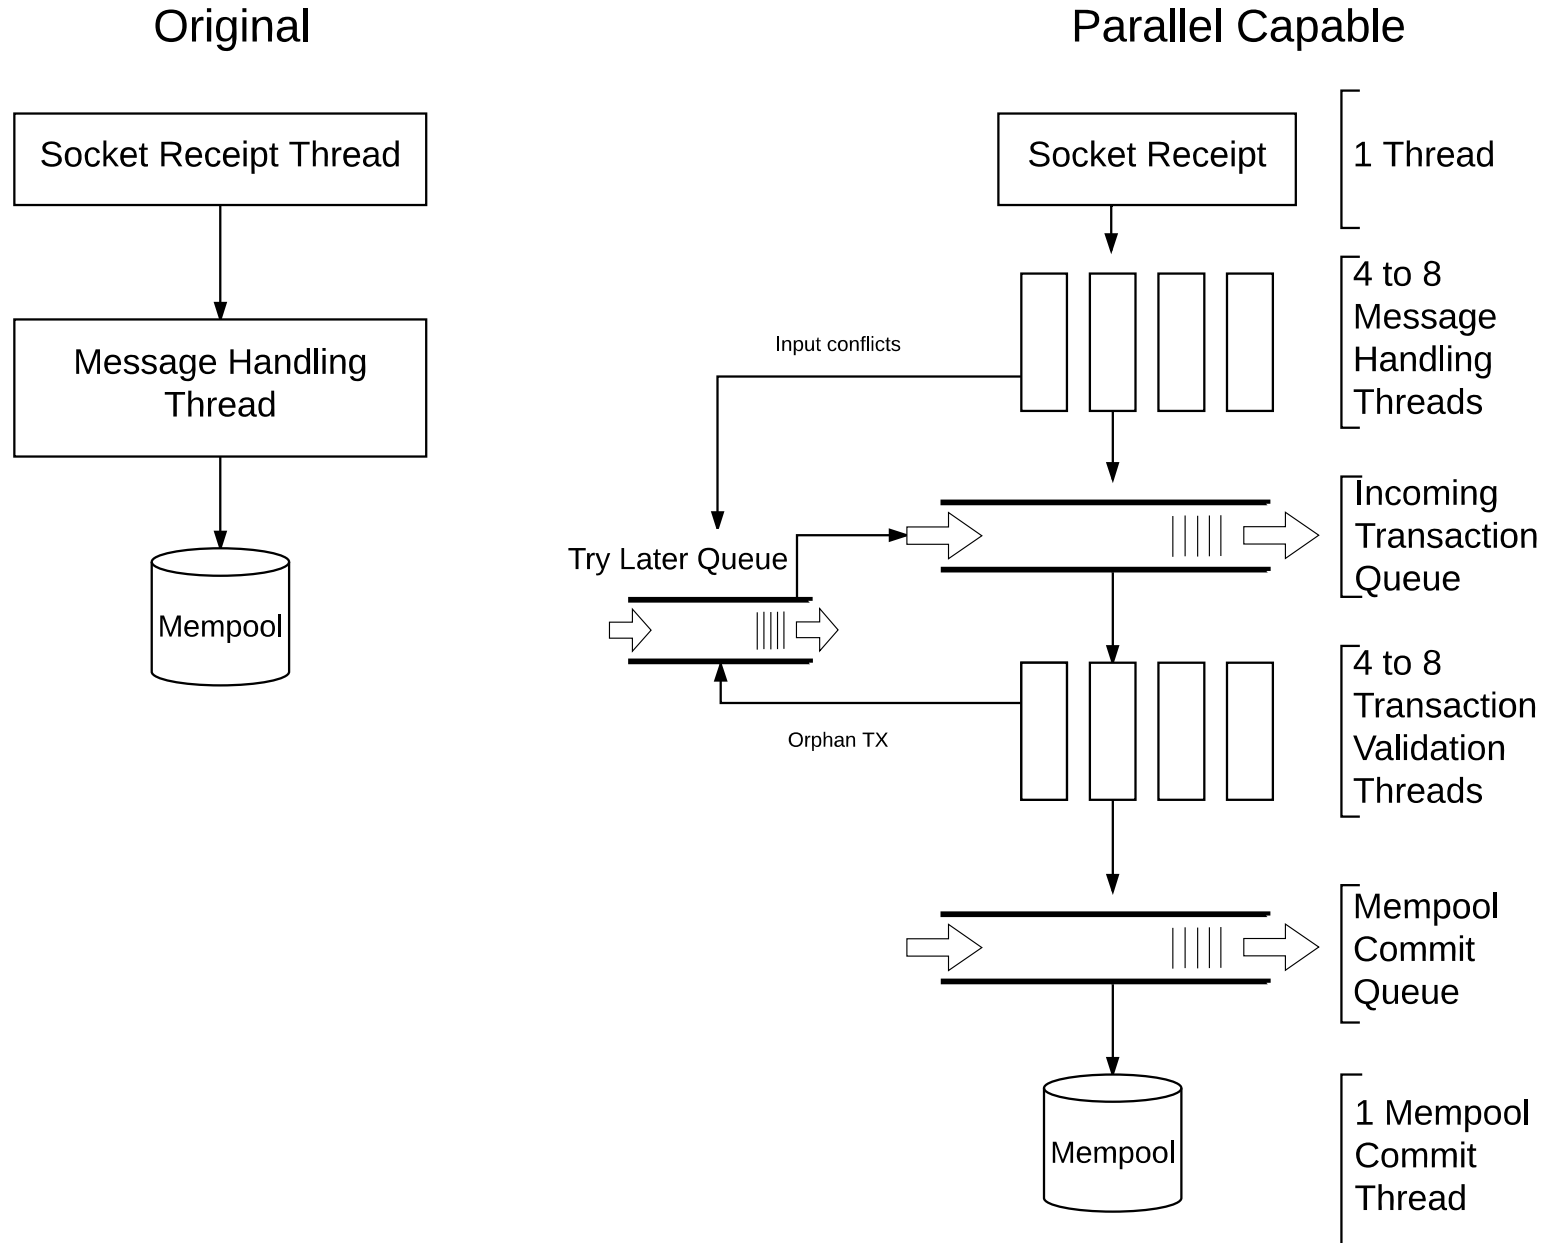 Original
Socket Receipt Thread
Message Handling
Thread
Mempool
Parallel Capable
Socket Receipt
1 Thread
4 to 8
Message
Handling
Threads
Input conflicts
Incoming
Transaction
Queue
Try Later Queue
4 to 8
Transaction
Validation
Threads
Orphan TX
Mempool
Commit
Queue
Mempool
1 Mempool
Commit
Thread